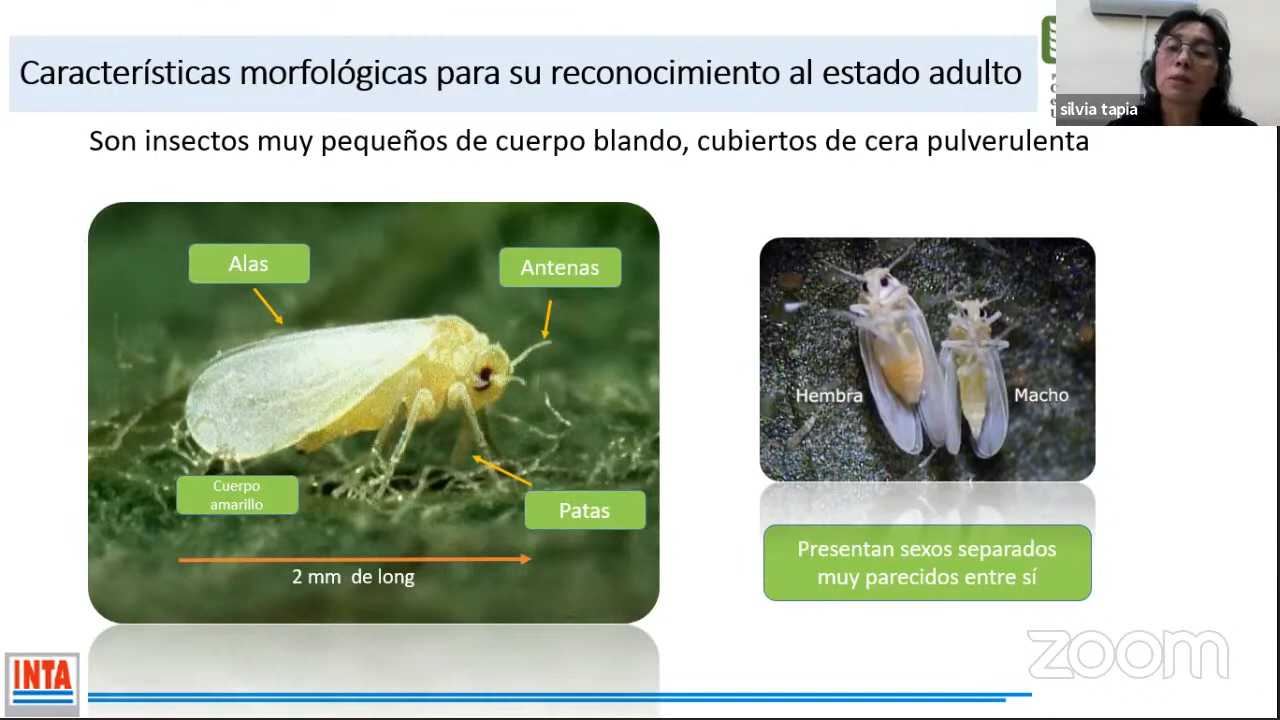 Características morfológicas para su reconocimiento al estado adulto
silvia tapia
Son insectos muy pequeños de cuerpo blando, cubiertos de cera pulverulenta
Alas
Antenas
Cuerpo
amarillo
Patas
2 mm de long
Hembra
Macho
Presentan sexos separados
muy parecidos entre sí
zoom
INTA